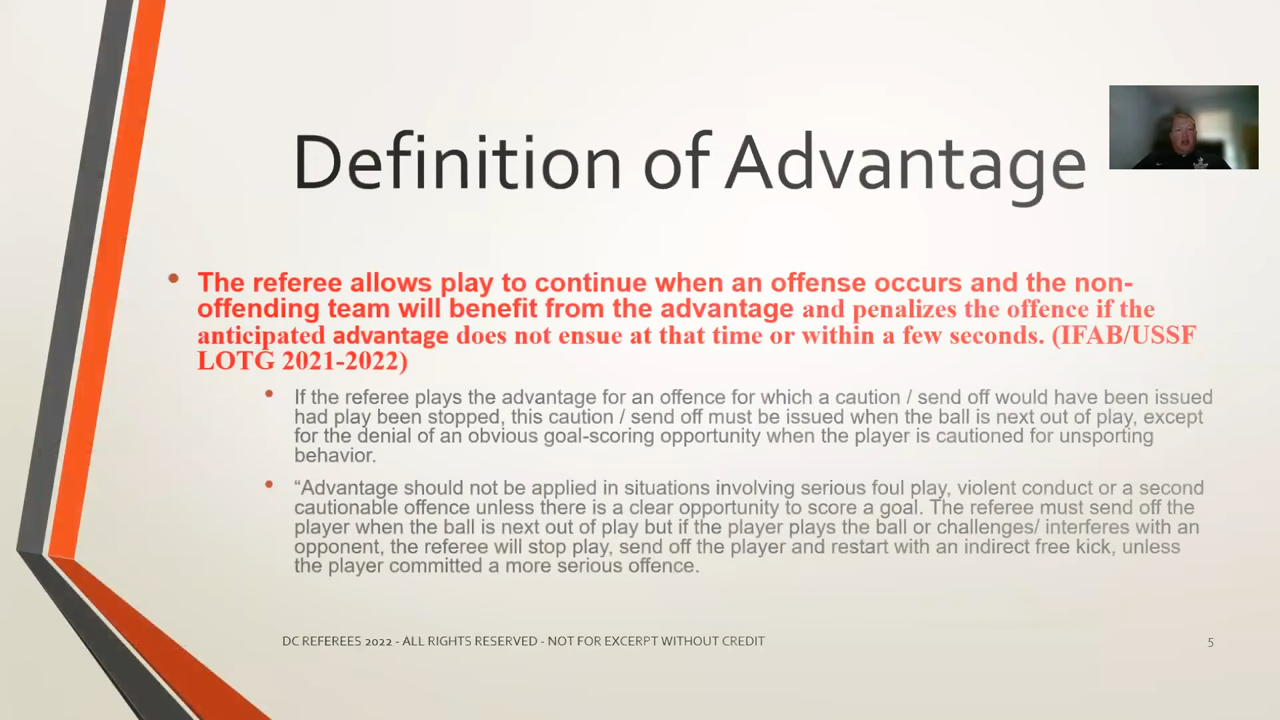 Definition of Advantage
• The referee allows play to continue when an offense occurs and the non-
offending team will benefit from the advantage and penalizes the offence if the
anticipated advantage does not ensue at that time or within a few seconds. (IFAB/USSF
LOTG 2021-2022)
• If the referee plays the advantage for an offence for which a caution / send off would have been issued
had play been stopped, this caution / send off must be issued when the ball is next out of play, except
for the denial of an obvious goal-scoring opportunity when the player is cautioned for unsporting
behavior.
• “Advantage should not be applied in situations involving serious foul play, violent conduct or a second
cautionable offence unless there is a clear opportunity to score a goal. The referee must send off the
player when the ball is next out of play but if the player plays the ball or challenges/ interferes with an
opponent, the referee will stop play, send off the player and restart with an indirect free kick, unless
the player committed a more serious offence.
DC REFEREES 2022 - ALL RIGHTS RESERVED - NOT FOR EXCERPT WITHOUT CREDIT
5